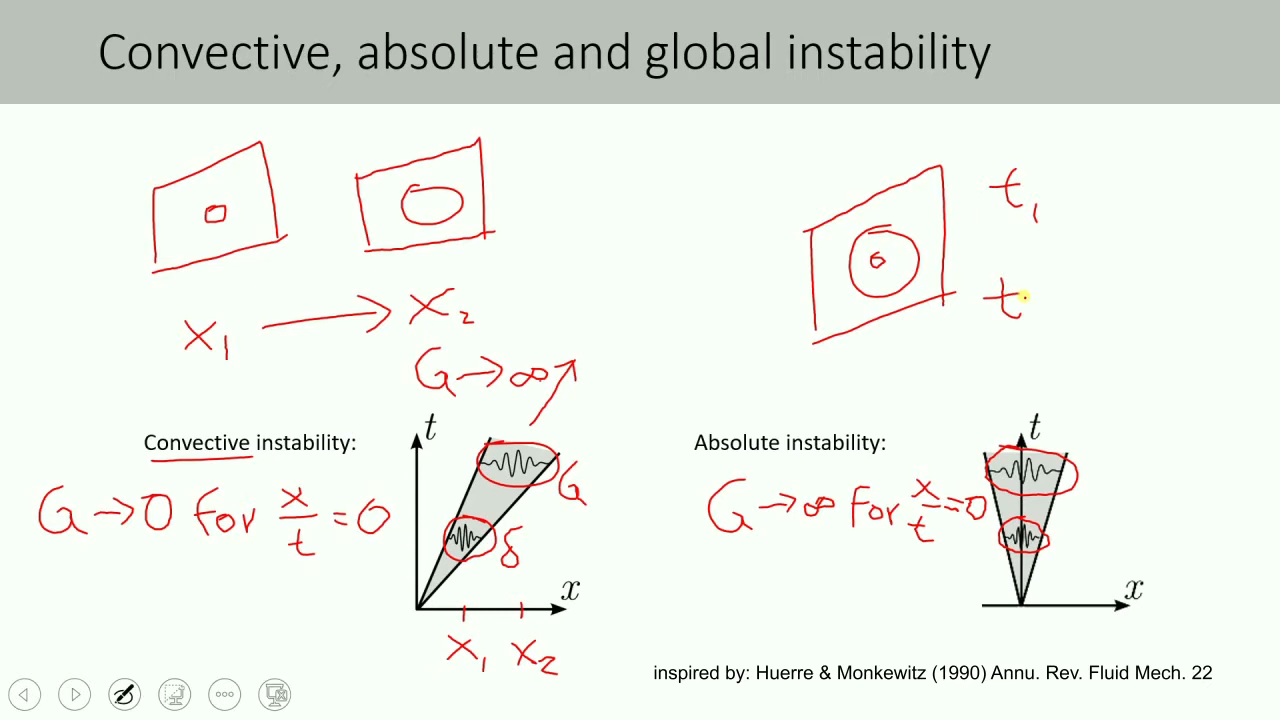 Convective, absolute and global instability
x₁ → x₂
G → ∞
t₁
t
Convective instability:
G → 0 for x/t = 0
t
G
δ
x
x₁ x₂
Absolute instability:
G → ∞ for x/t = 0
t
x
inspired by: Huerre & Monkewitz (1990) Annu. Rev. Fluid Mech. 22